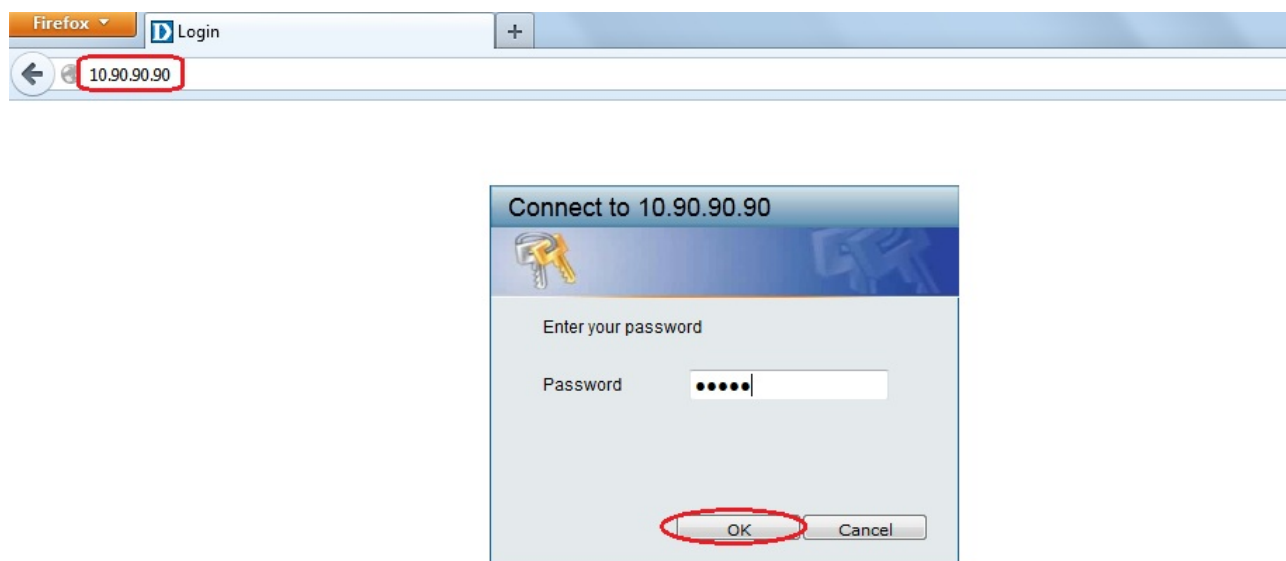 Firefox
Login
+
10.90.90.90
Connect to 10.90.90.90
Enter your password
Password •••••
OK Cancel